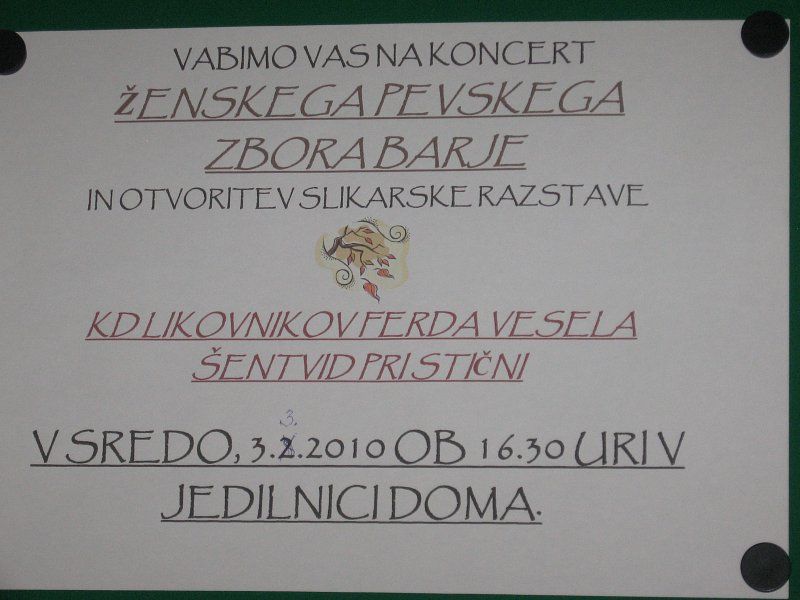 VABIMO VAS NA KONCERT
ŽENSKEGA PEVSKEGA
ZBORA BARJE
IN OTVORITEV SLIKARSKE RAZSTAVE
KD LIKOVNIKOV FERDA VESELA
ŠENTVID PRI STIČNI
3.
V SREDO, 3.2.2010 OB 16.30 URI V
JEDILNICI DOMA.